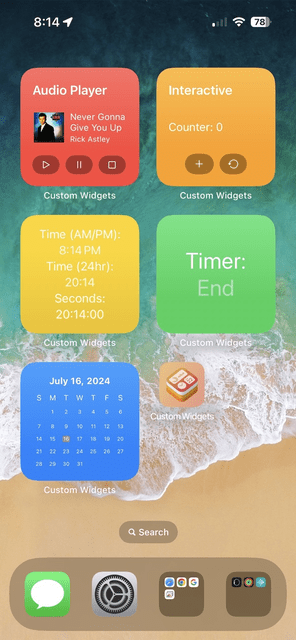 8:14
78
Audio Player
Never Gonna
Give You Up
Rick Astley
Custom Widgets
Interactive
Counter: 0
Custom Widgets
Time (AM/PM):
8:14 PM
Time (24hr):
20:14
Seconds:
20:14:00
Custom Widgets
Timer:
End
Custom Widgets
July 16, 2024
S M T W T F S
1 2 3 4 5 6
7 8 9 10 11 12 13
14 15 16 17 18 19 20
21 22 23 24 25 26 27
28 29 30 31
Custom Widgets
Custom Widgets
Search